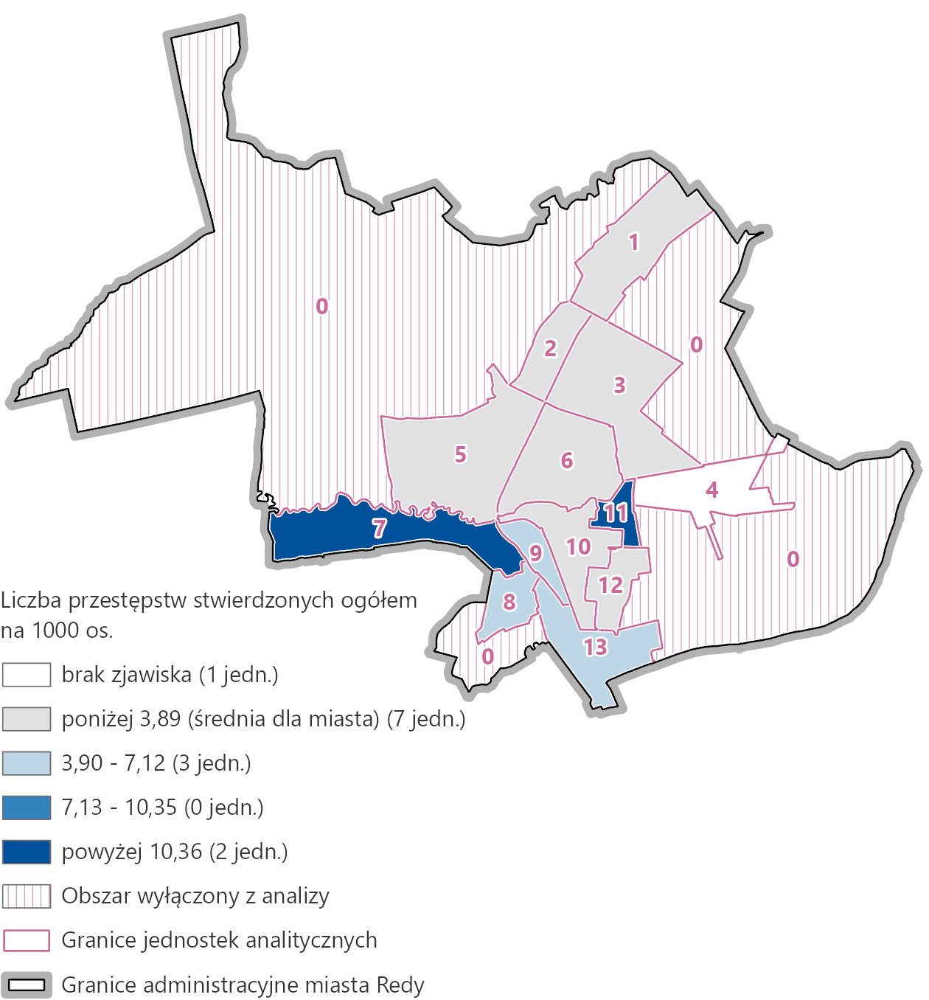 1
0
2
0
3
5
6
4
11
7
10
9
0
12
8
13
0
Liczba przestępstw stwierdzonych ogółem
na 1000 os.
brak zjawiska (1 jedn.)
poniżej 3,89 (średnia dla miasta) (7 jedn.)
3,90 - 7,12 (3 jedn.)
7,13 - 10,35 (0 jedn.)
powyżej 10,36 (2 jedn.)
Obszar wyłączony z analizy
Granice jednostek analitycznych
Granice administracyjne miasta Redy